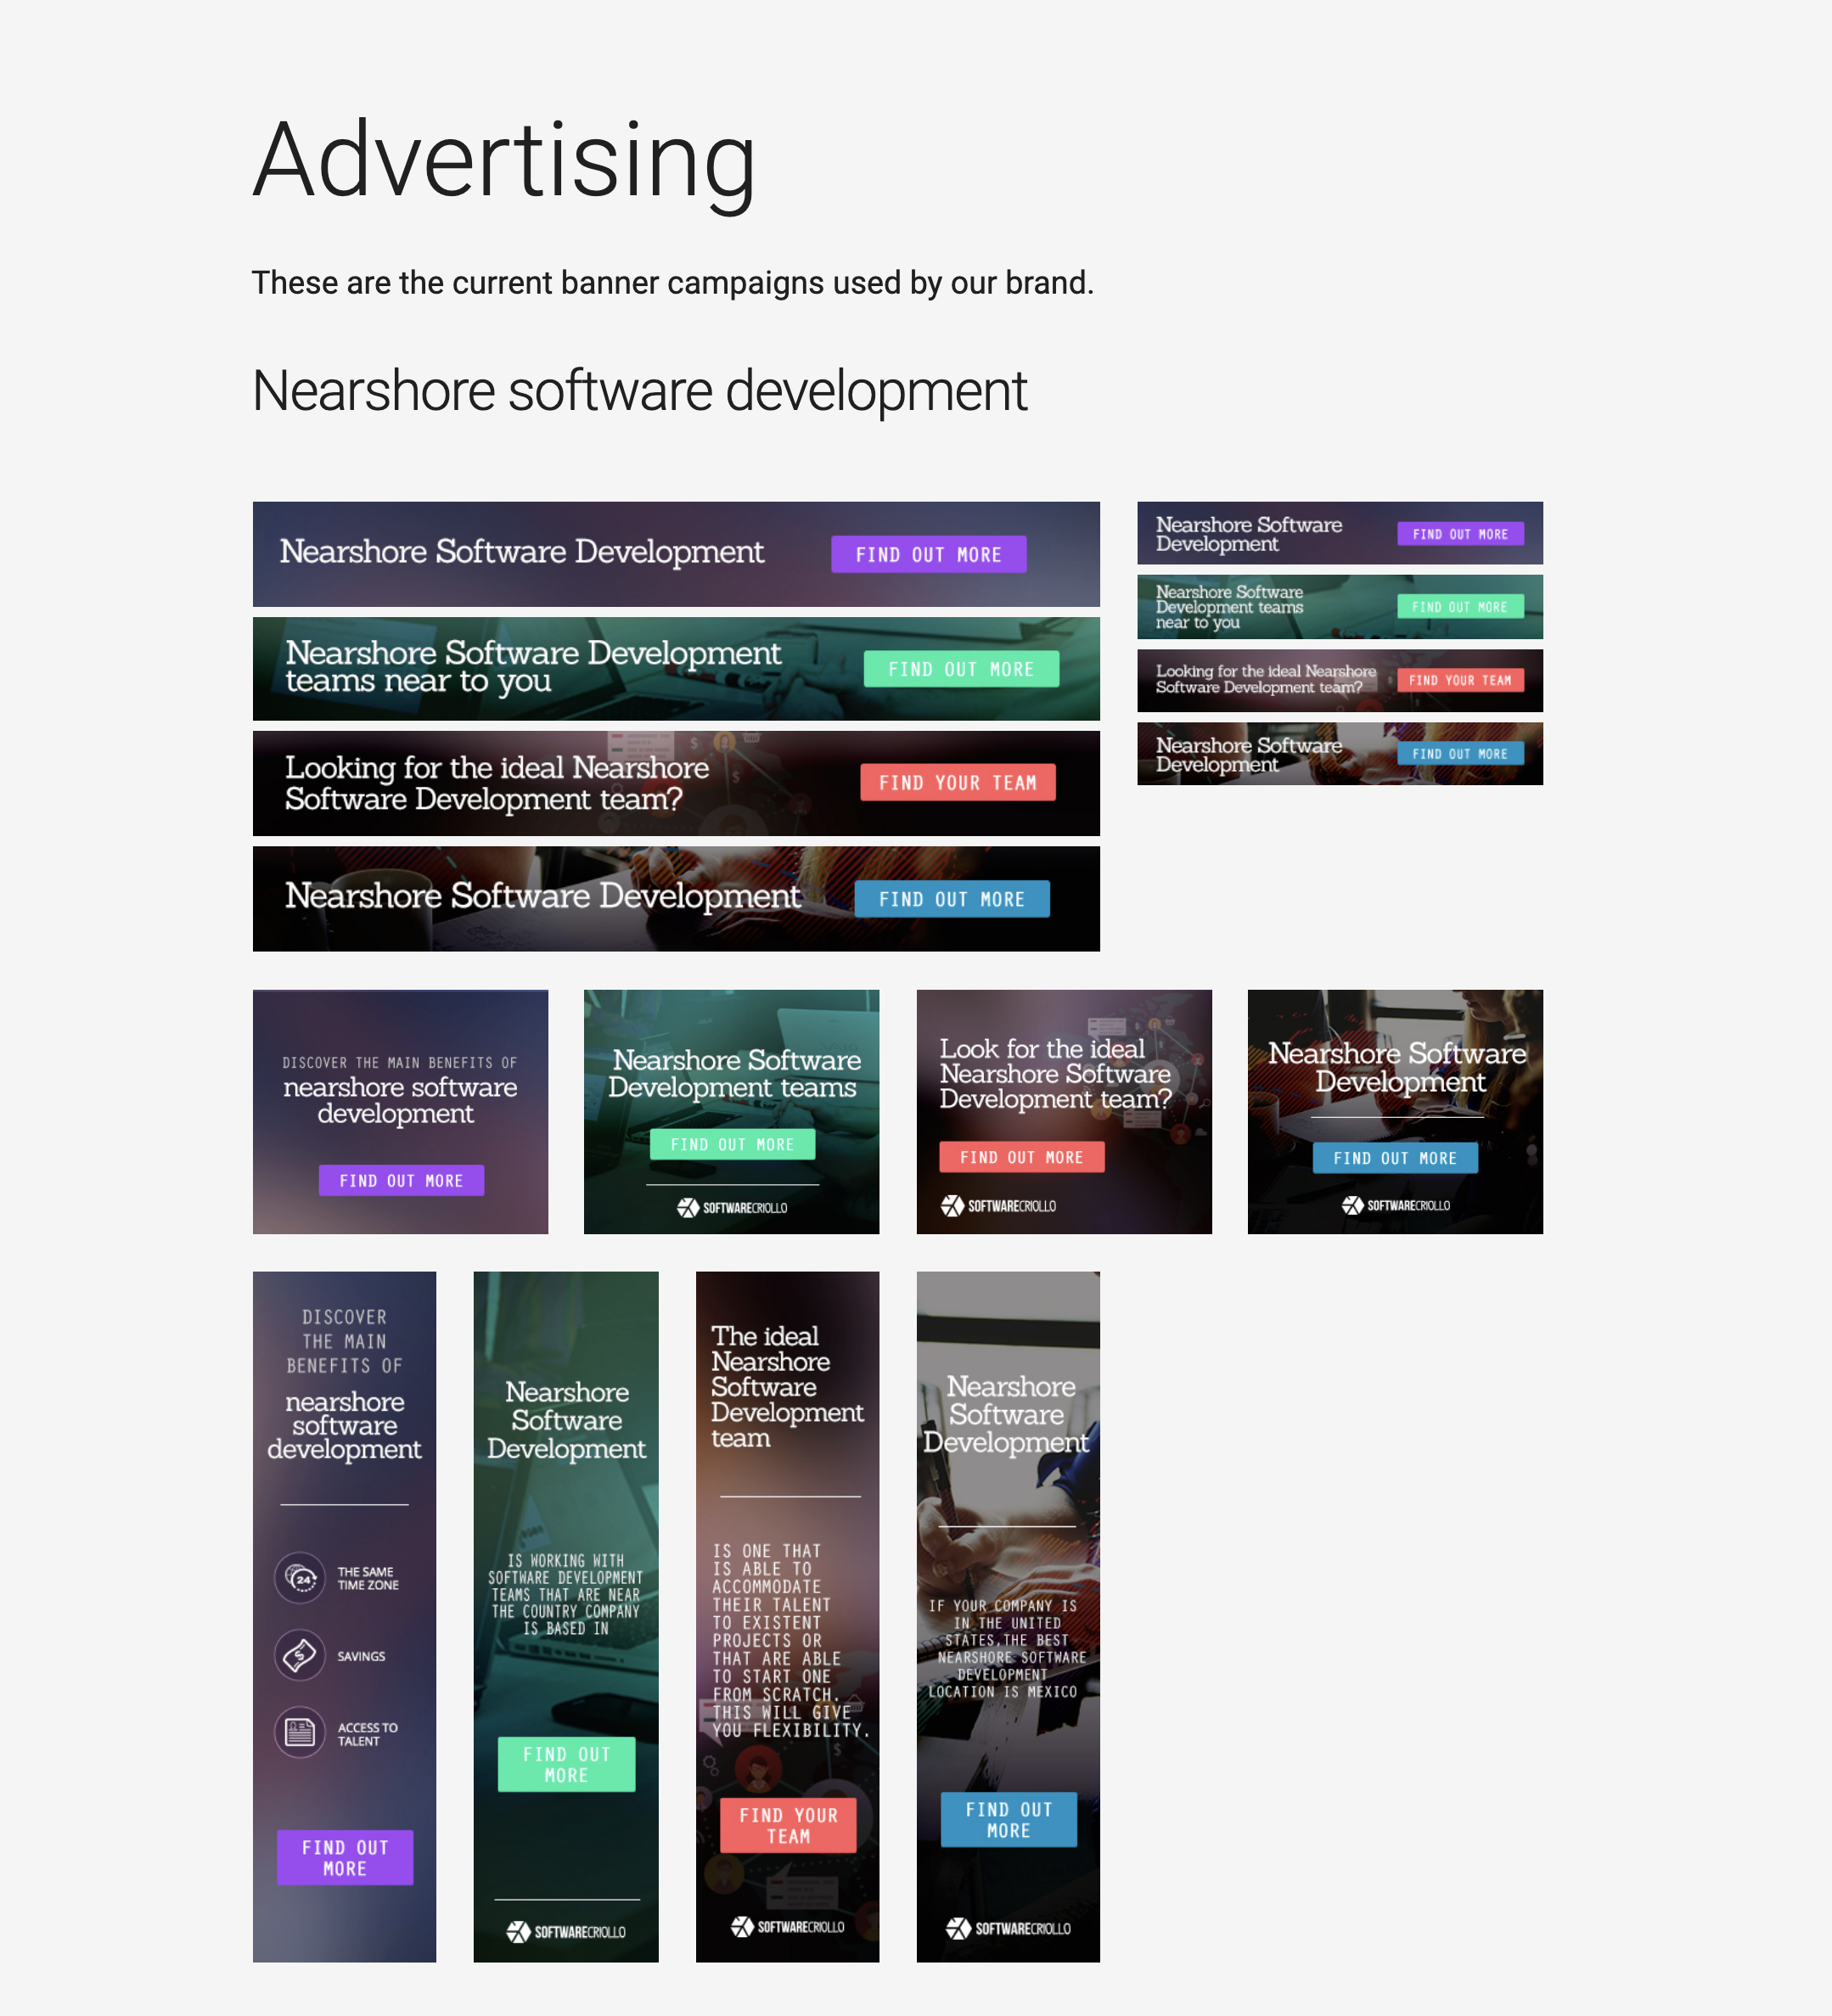 Advertising
These are the current banner campaigns used by our brand.
Nearshore software development
Nearshore Software Development
FIND OUT MORE
Nearshore Software Development
teams near to you
FIND OUT MORE
Looking for the ideal Nearshore
Software Development team?
FIND YOUR TEAM
Nearshore Software Development
FIND OUT MORE
Nearshore Software
Development
FIND OUT MORE
Nearshore Software
Development teams
near to you
FIND OUT MORE
Looking for the ideal Nearshore
Software Development team?
FIND YOUR TEAM
Nearshore Software
Development
FIND OUT MORE
DISCOVER THE MAIN BENEFITS OF
nearshore software
development
FIND OUT MORE
Nearshore Software
Development teams
FIND OUT MORE
SOFTWARECRIOLLO
Look for the ideal
Nearshore Software
Development team?
FIND OUT MORE
SOFTWARECRIOLLO
Nearshore Software
Development
FIND OUT MORE
SOFTWARECRIOLLO
DISCOVER
THE MAIN
BENEFITS OF
nearshore
software
development
THE SAME
TIME ZONE
SAVINGS
ACCESS TO
TALENT
FIND OUT
MORE
Nearshore
Software
Development
IS WORKING WITH
SOFTWARE DEVELOPMENT
TEAMS THAT ARE NEAR
THE COUNTRY COMPANY
IS BASED IN
FIND OUT
MORE
SOFTWARECRIOLLO
The ideal
Nearshore
Software
Development
team
IS ONE THAT
IS ABLE TO
ACCOMMODATE
THEIR TALENT
TO EXISTENT
PROJECTS OR
THAT ARE ABLE
TO START ONE
FROM SCRATCH.
THIS WILL GIVE
YOU FLEXIBILITY.
FIND YOUR
TEAM
SOFTWARECRIOLLO
Nearshore
Software
Development
IF YOUR COMPANY IS
IN THE UNITED
STATES,THE BEST
NEARSHORE SOFTWARE
DEVELOPMENT
LOCATION IS MEXICO
FIND OUT
MORE
SOFTWARECRIOLLO